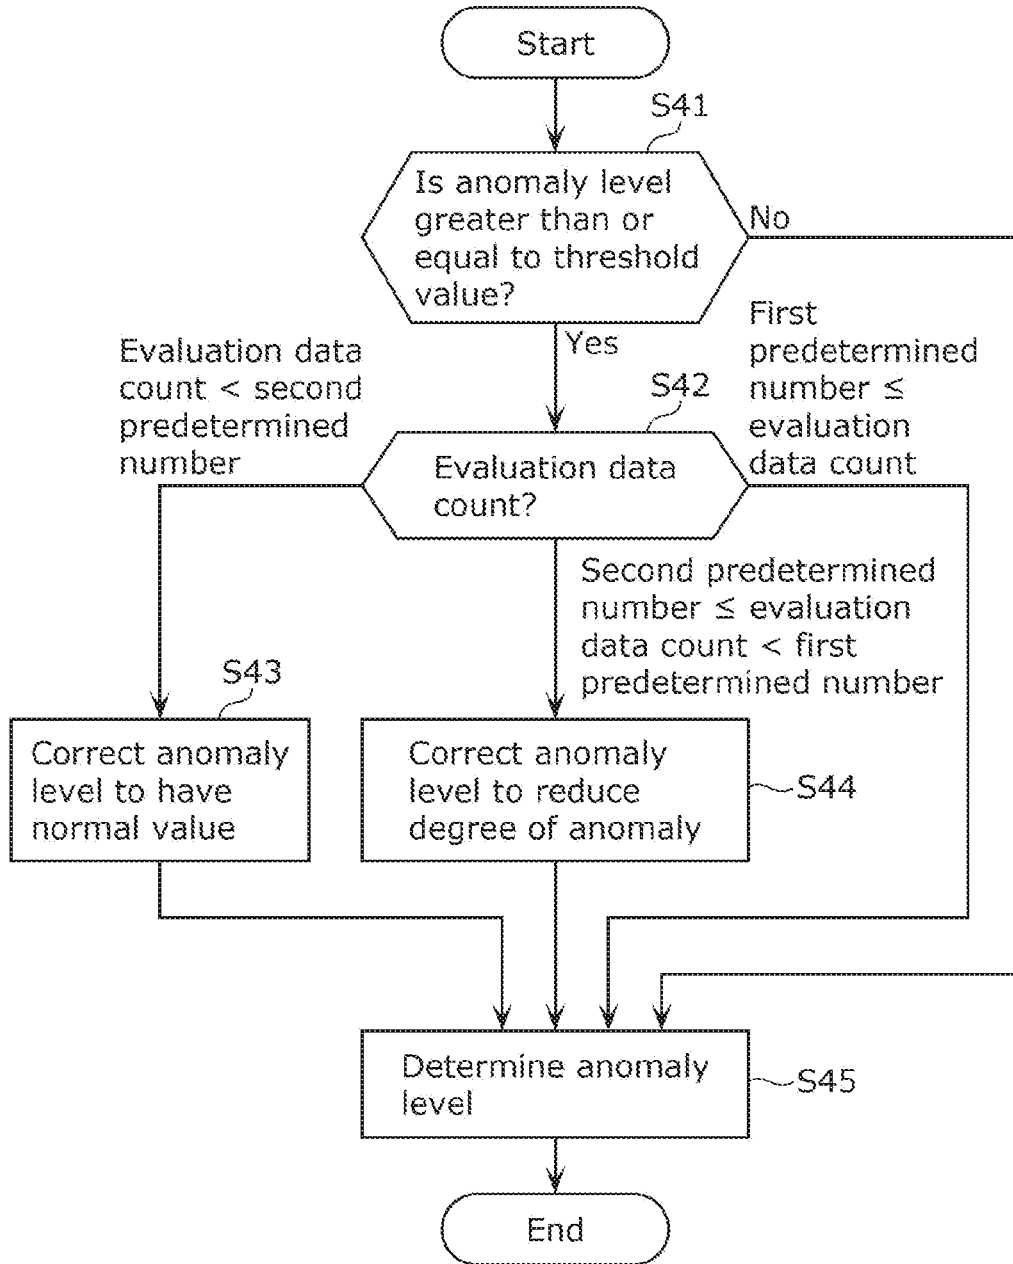 Start
S41
Is anomaly level
greater than or
equal to threshold
value?
No
Yes
Evaluation data
count < second
predetermined
number
First
predetermined
number ≤
evaluation
data count
S42
Evaluation data
count?
Second predetermined
number ≤ evaluation
data count < first
predetermined number
S43
Correct anomaly
level to have
normal value
Correct anomaly
level to reduce
degree of anomaly
S44
Determine anomaly
level
S45
End